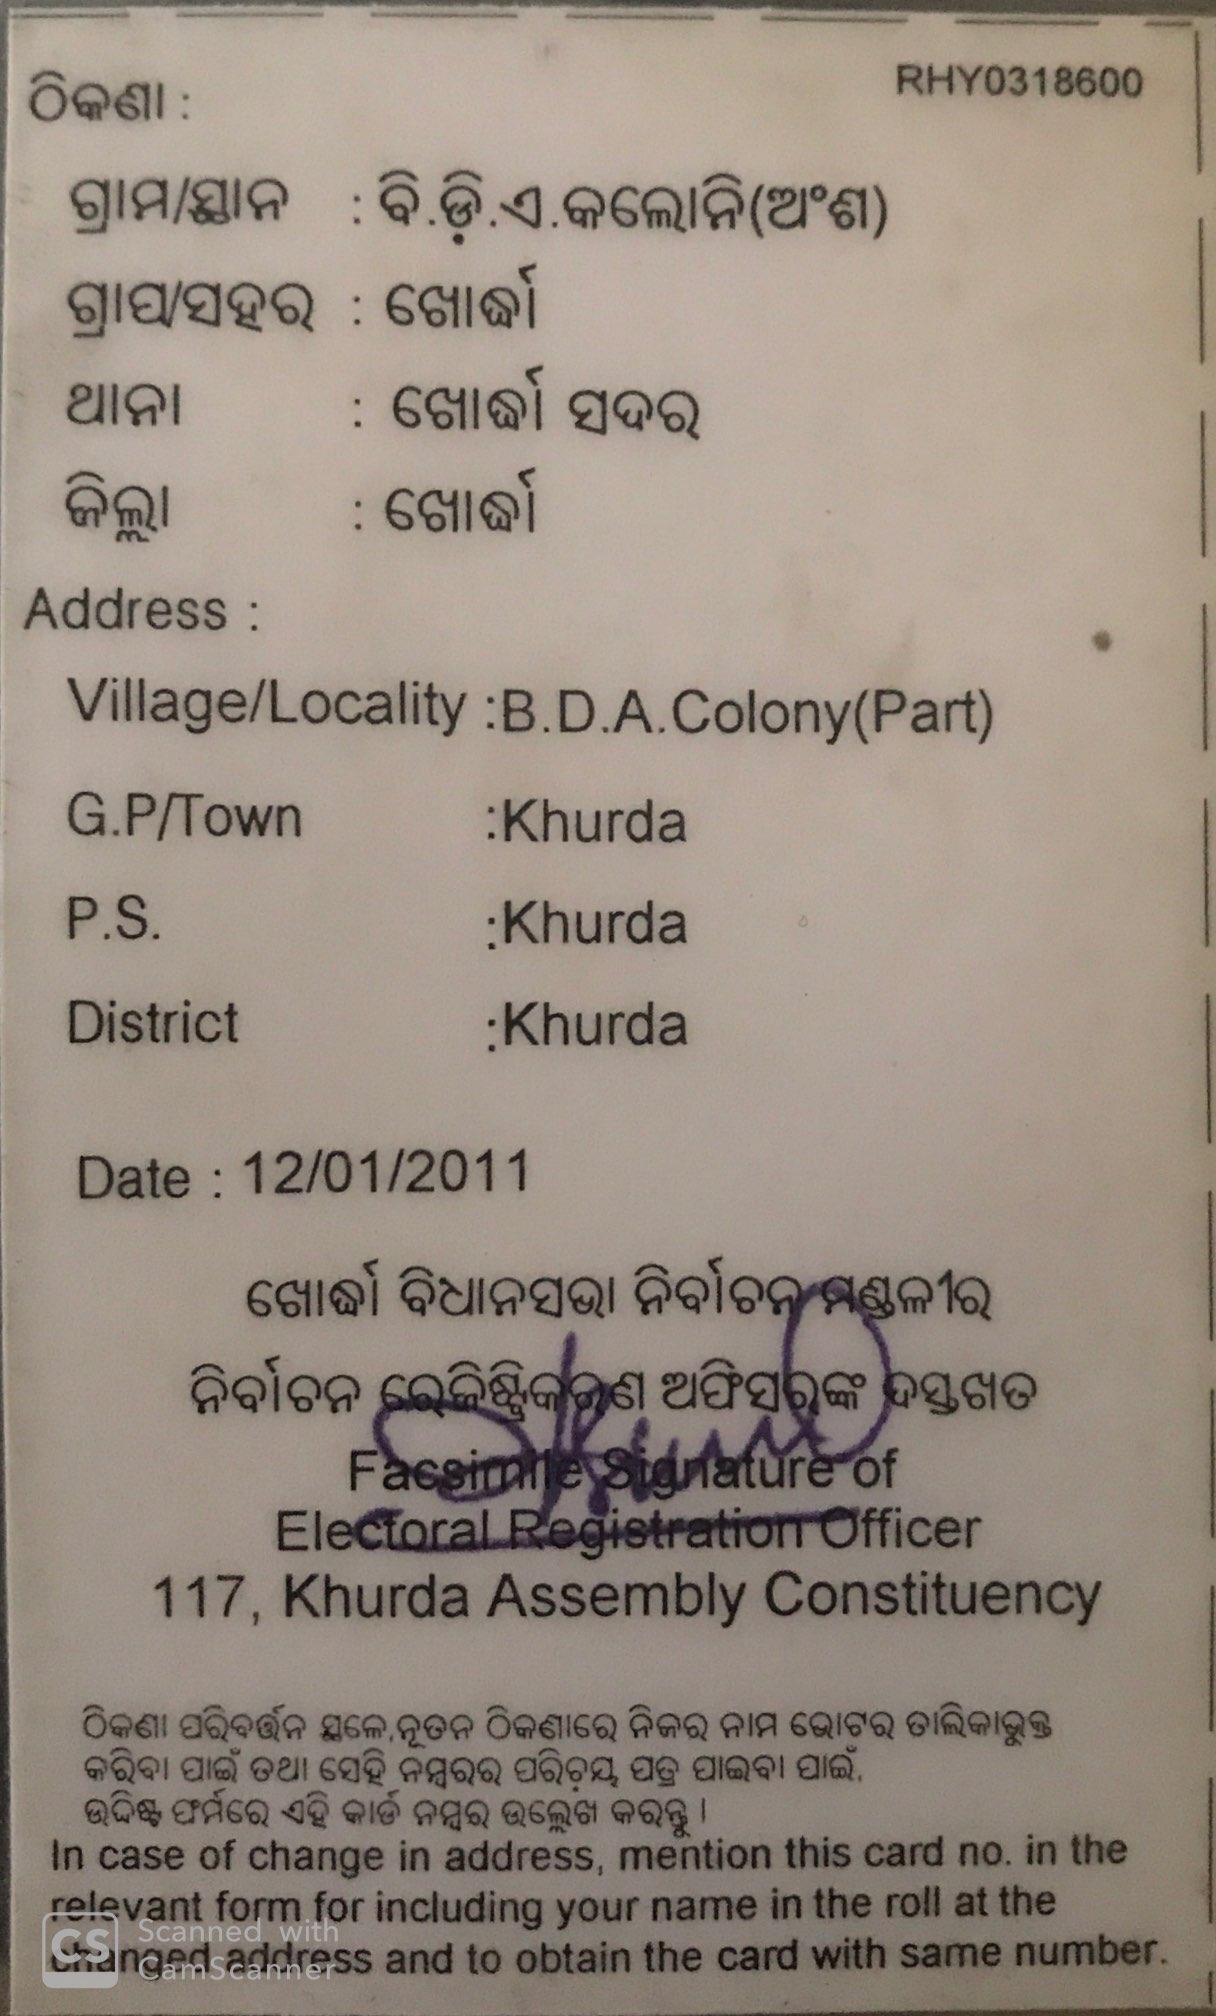 RHY0318600
ଠିକଣା :
ଗ୍ରାମ/ସ୍ଥାନ : ବି.ଡ଼ି.ଏ.କଲୋନି(ଅଂଶ)
ଗ୍ରାପ/ସହର : ଖୋର୍ଦ୍ଧା
ଥାନା : ଖୋର୍ଦ୍ଧା ସଦର
ଜିଲ୍ଲା : ଖୋର୍ଦ୍ଧା
Address :
Village/Locality :B.D.A.Colony(Part)
G.P/Town :Khurda
P.S. :Khurda
District :Khurda
Date : 12/01/2011
ଖୋର୍ଦ୍ଧା ବିଧାନସଭା ନିର୍ବାଚନ ମଣ୍ଡଳୀର
ନିର୍ବାଚନ ରେଜିଷ୍ଟ୍ରିକରଣ ଅଫିସରଙ୍କ ଦସ୍ତଖତ
Facsimile Signature of
Electoral Registration Officer
117, Khurda Assembly Constituency
ଠିକଣା ପରିବର୍ତ୍ତନ ସ୍ଥଳେ,ନୂତନ ଠିକଣାରେ ନିଜର ନାମ ଭୋଟର ତାଲିକାଭୁକ୍ତ
କରିବା ପାଇଁ ତଥା ସେହି ନମ୍ବରର ପରିଚୟ ପତ୍ର ପାଇବା ପାଇଁ,
ଉଦ୍ଦିଷ୍ଟ ଫର୍ମରେ ଏହି କାର୍ଡ ନମ୍ବର ଉଲ୍ଲେଖ କରନ୍ତୁ ।
In case of change in address, mention this card no. in the
relevant form for including your name in the roll at the
changed address and to obtain the card with same number.
CS Scanned with
CamScanner